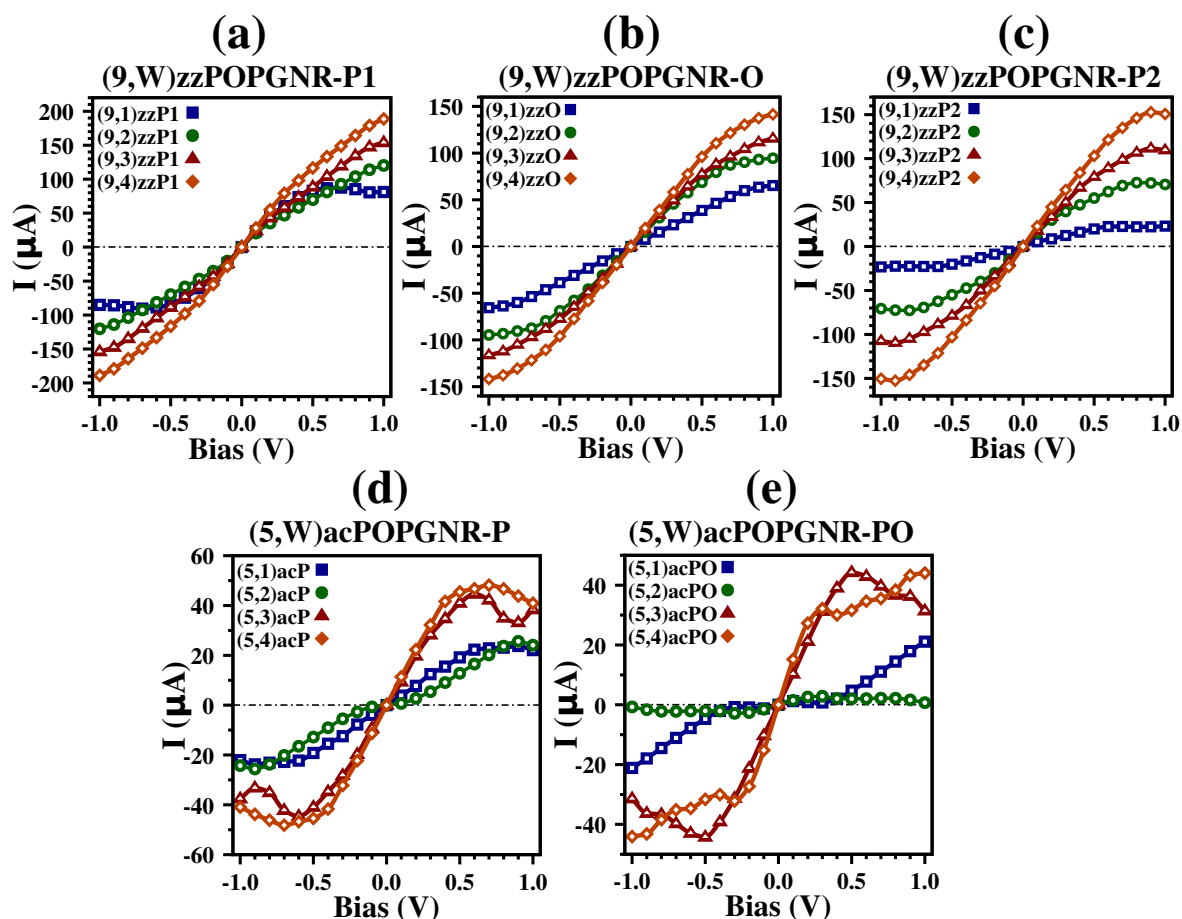 (a)
(9,W)zzPOPGNR-P1
(9,1)zzP1
(9,2)zzP1
(9,3)zzP1
(9,4)zzP1
200
150
100
50
0
-50
-100
-150
-200
I (μA)
-1.0 -0.5 0.0 0.5 1.0
Bias (V)
(b)
(9,W)zzPOPGNR-O
(9,1)zzO
(9,2)zzO
(9,3)zzO
(9,4)zzO
150
100
50
0
-50
-100
-150
I (μA)
-1.0 -0.5 0.0 0.5 1.0
Bias (V)
(c)
(9,W)zzPOPGNR-P2
(9,1)zzP2
(9,2)zzP2
(9,3)zzP2
(9,4)zzP2
150
100
50
0
-50
-100
-150
I (μA)
-1.0 -0.5 0.0 0.5 1.0
Bias (V)
(d)
(5,W)acPOPGNR-P
(5,1)acP
(5,2)acP
(5,3)acP
(5,4)acP
60
40
20
0
-20
-40
-60
I (μA)
-1.0 -0.5 0.0 0.5 1.0
Bias (V)
(e)
(5,W)acPOPGNR-PO
(5,1)acPO
(5,2)acPO
(5,3)acPO
(5,4)acPO
40
20
0
-20
-40
I (μA)
-1.0 -0.5 0.0 0.5 1.0
Bias (V)